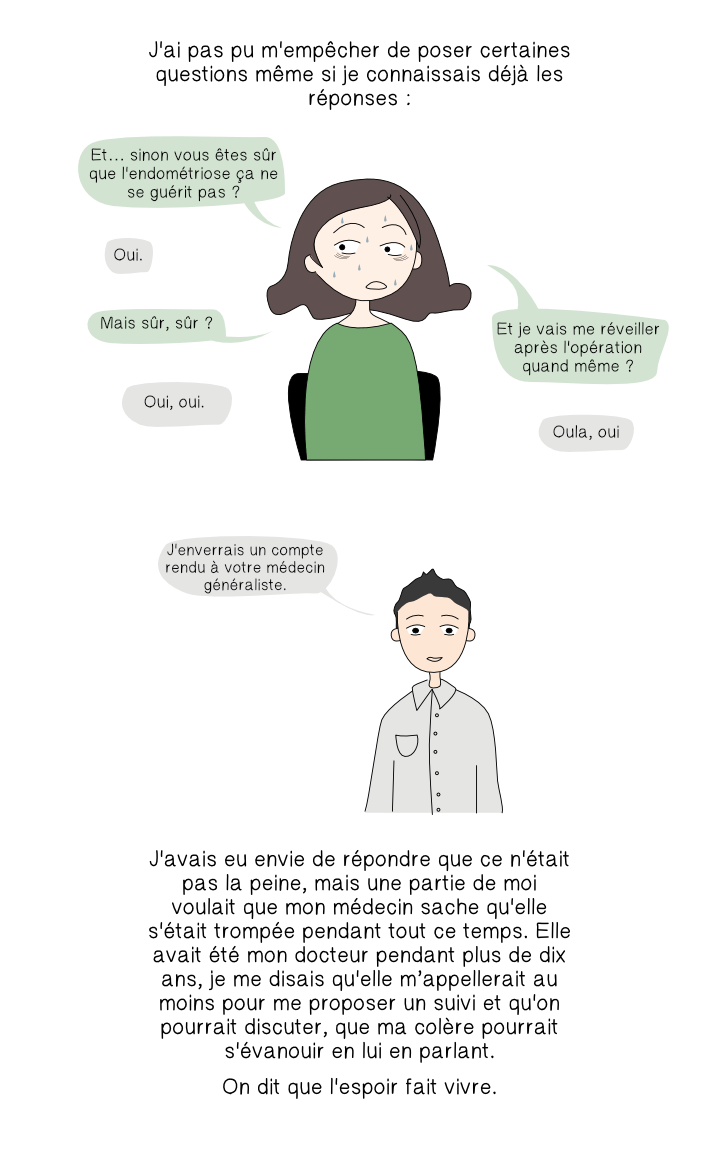 J'ai pas pu m'empêcher de poser certaines
questions même si je connaissais déjà les
réponses :
Et... sinon vous êtes sûr
que l'endométriose ça ne
se guérit pas ?
Oui.
Mais sûr, sûr ?
Oui, oui.
Et je vais me réveiller
après l'opération
quand même ?
Oula, oui
J'enverrais un compte
rendu à votre médecin
généraliste.
J'avais eu envie de répondre que ce n'était
pas la peine, mais une partie de moi
voulait que mon médecin sache qu'elle
s'était trompée pendant tout ce temps. Elle
avait été mon docteur pendant plus de dix
ans, je me disais qu'elle m’appellerait au
moins pour me proposer un suivi et qu'on
pourrait discuter, que ma colère pourrait
s'évanouir en lui en parlant.
On dit que l'espoir fait vivre.